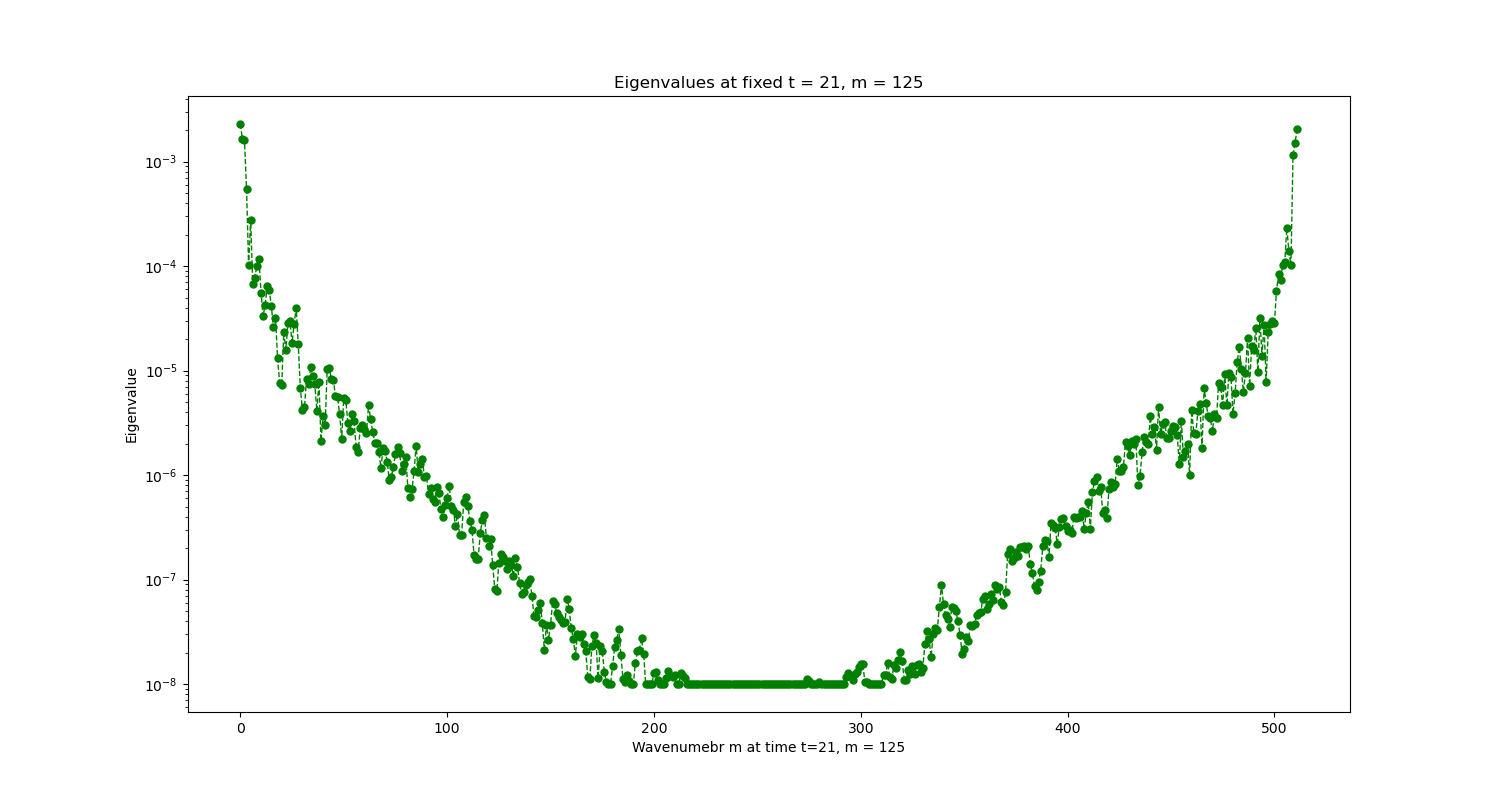 Eigenvalues at fixed t = 21, m = 125
Eigenvalue
10⁻³
10⁻⁴
10⁻⁵
10⁻⁶
10⁻⁷
10⁻⁸
0 100 200 300 400 500
Wavenumebr m at time t=21, m = 125